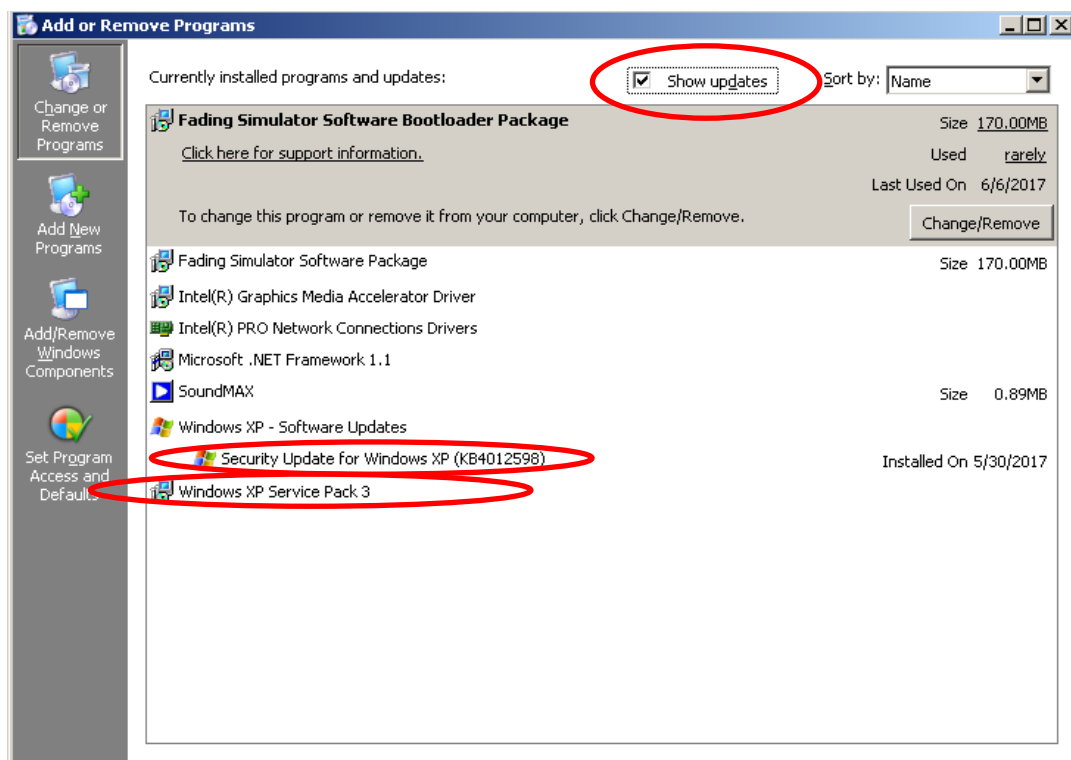 Add or Remove Programs
Change or
Remove
Programs
Add New
Programs
Add/Remove
Windows
Components
Set Program
Access and
Defaults
Currently installed programs and updates:
Show updates
Sort by: Name
Fading Simulator Software Bootloader Package
Size 170.00MB
Click here for support information.
Used rarely
Last Used On 6/6/2017
To change this program or remove it from your computer, click Change/Remove.
Change/Remove
Fading Simulator Software Package
Size 170.00MB
Intel(R) Graphics Media Accelerator Driver
Intel(R) PRO Network Connections Drivers
Microsoft .NET Framework 1.1
SoundMAX
Size 0.89MB
Windows XP - Software Updates
Security Update for Windows XP (KB4012598)
Installed On 5/30/2017
Windows XP Service Pack 3